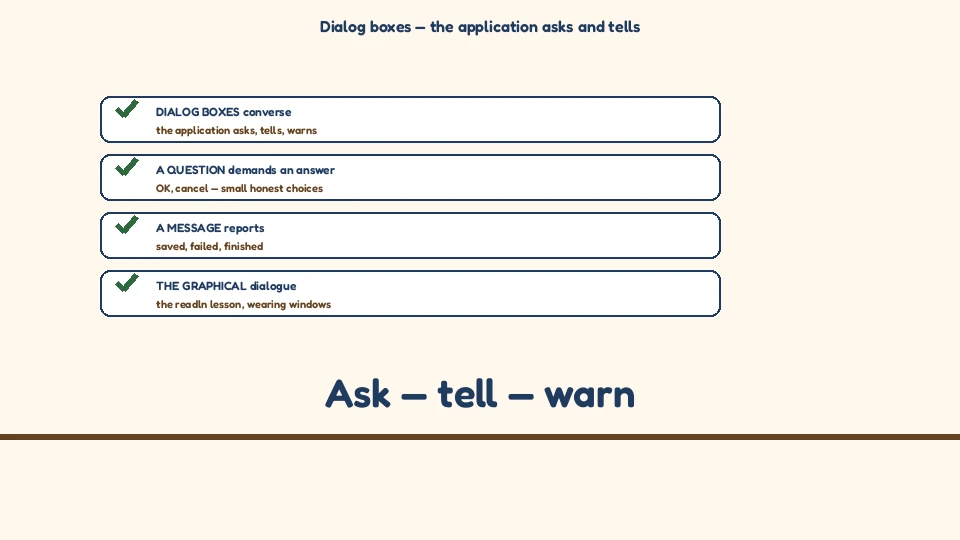 Dialog boxes — the application asks and tells
DIALOG BOXES converse
the application asks, tells, warns
A QUESTION demands an answer
OK, cancel — small honest choices
A MESSAGE reports
saved, failed, finished
THE GRAPHICAL dialogue
the readln lesson, wearing windows
Ask — tell — warn